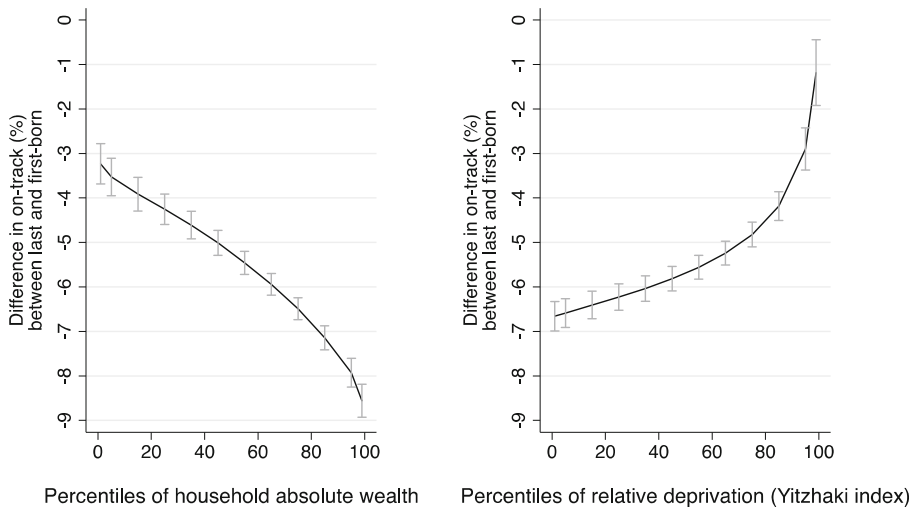 Difference in on-track (%)
between last and first-born
0
-1
-2
-3
-4
-5
-6
-7
-8
-9
0 20 40 60 80 100
Percentiles of household absolute wealth
Difference in on-track (%)
between last and first-born
0
-1
-2
-3
-4
-5
-6
-7
-8
-9
0 20 40 60 80 100
Percentiles of relative deprivation (Yitzhaki index)